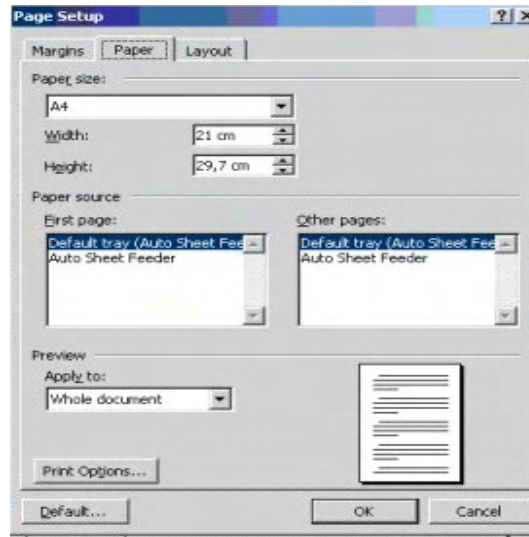 Page Setup
Margins Paper Layout
Paper size:
A4
Width: 21 cm
Height: 29,7 cm
Paper source
First page: Other pages:
Default tray (Auto Sheet Fee Default tray (Auto Sheet Fee
Auto Sheet Feeder Auto Sheet Feeder
Preview
Apply to:
Whole document
Print Options...
Default... OK Cancel